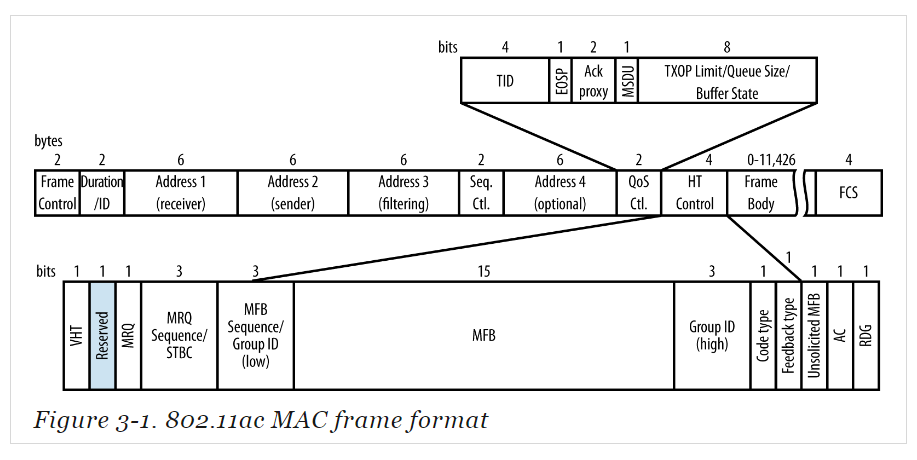 bits 4 1 2 1 8
TID
EOSP
Ack
proxy
MSDU
TXOP Limit/Queue Size/
Buffer State
bytes
2 2 6 6 6 2 6 2 4 0-11,426 4
Frame
Control
Duration
/ID
Address 1
(receiver)
Address 2
(sender)
Address 3
(filtering)
Seq.
Ctl.
Address 4
(optional)
QoS
Ctl.
HT
Control
Frame
Body
FCS
bits 1 1 1 3 3 15 3 1 1 1 1 1
VHT
Reserved
MRQ
MRQ
Sequence/
STBC
MFB
Sequence/
Group ID
(low)
MFB
Group ID
(high)
Code type
Feedback type
Unsolicited MFB
AC
RDG
Figure 3-1. 802.11ac MAC frame format